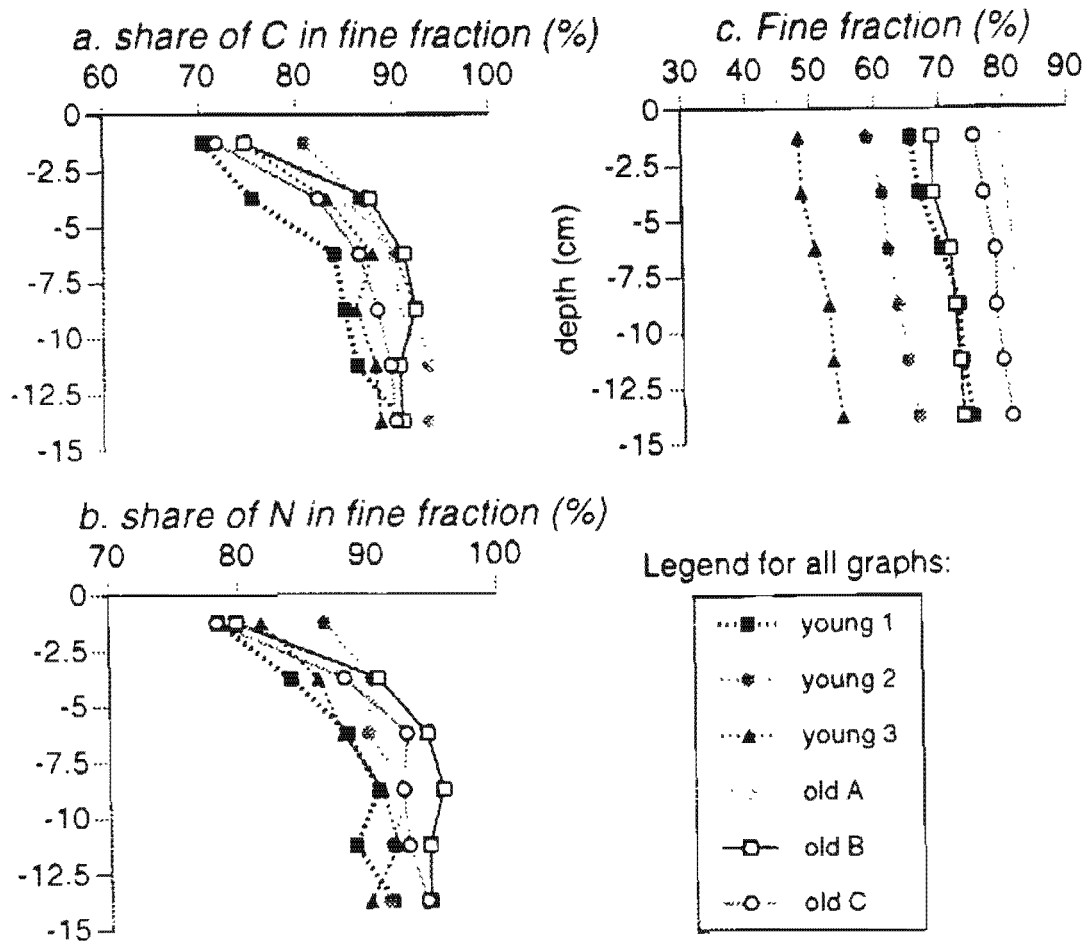 a. share of C in fine fraction (%)
60 70 80 90 100
0
-2.5
-5
-7.5
-10
-12.5
-15
c. Fine fraction (%)
30 40 50 60 70 80 90
0
-2.5
-5
-7.5
-10
-12.5
-15
depth (cm)
b. share of N in fine fraction (%)
70 80 90 100
0
-2.5
-5
-7.5
-10
-12.5
-15
Legend for all graphs:
young 1
young 2
young 3
old A
old B
old C